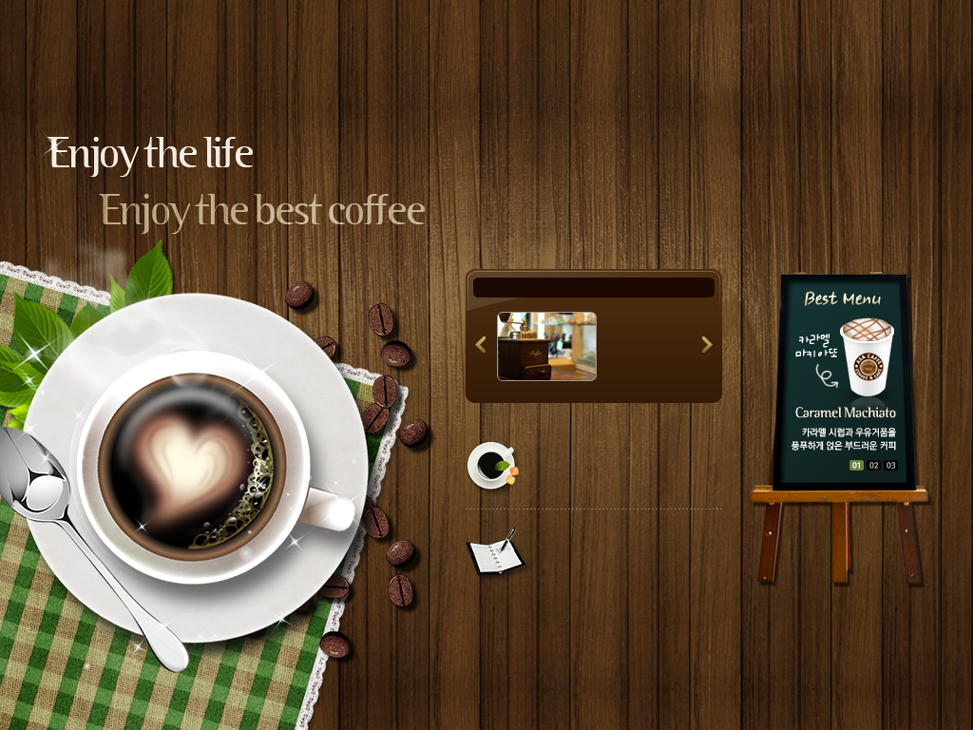 Enjoy the life
Enjoy the best coffee
Best Menu
카라멜
마키아또
Caramel Macchiato
카라멜 시럽과 우유거품을
풍푸하게 얹은 부드러운 커피
01 02 03